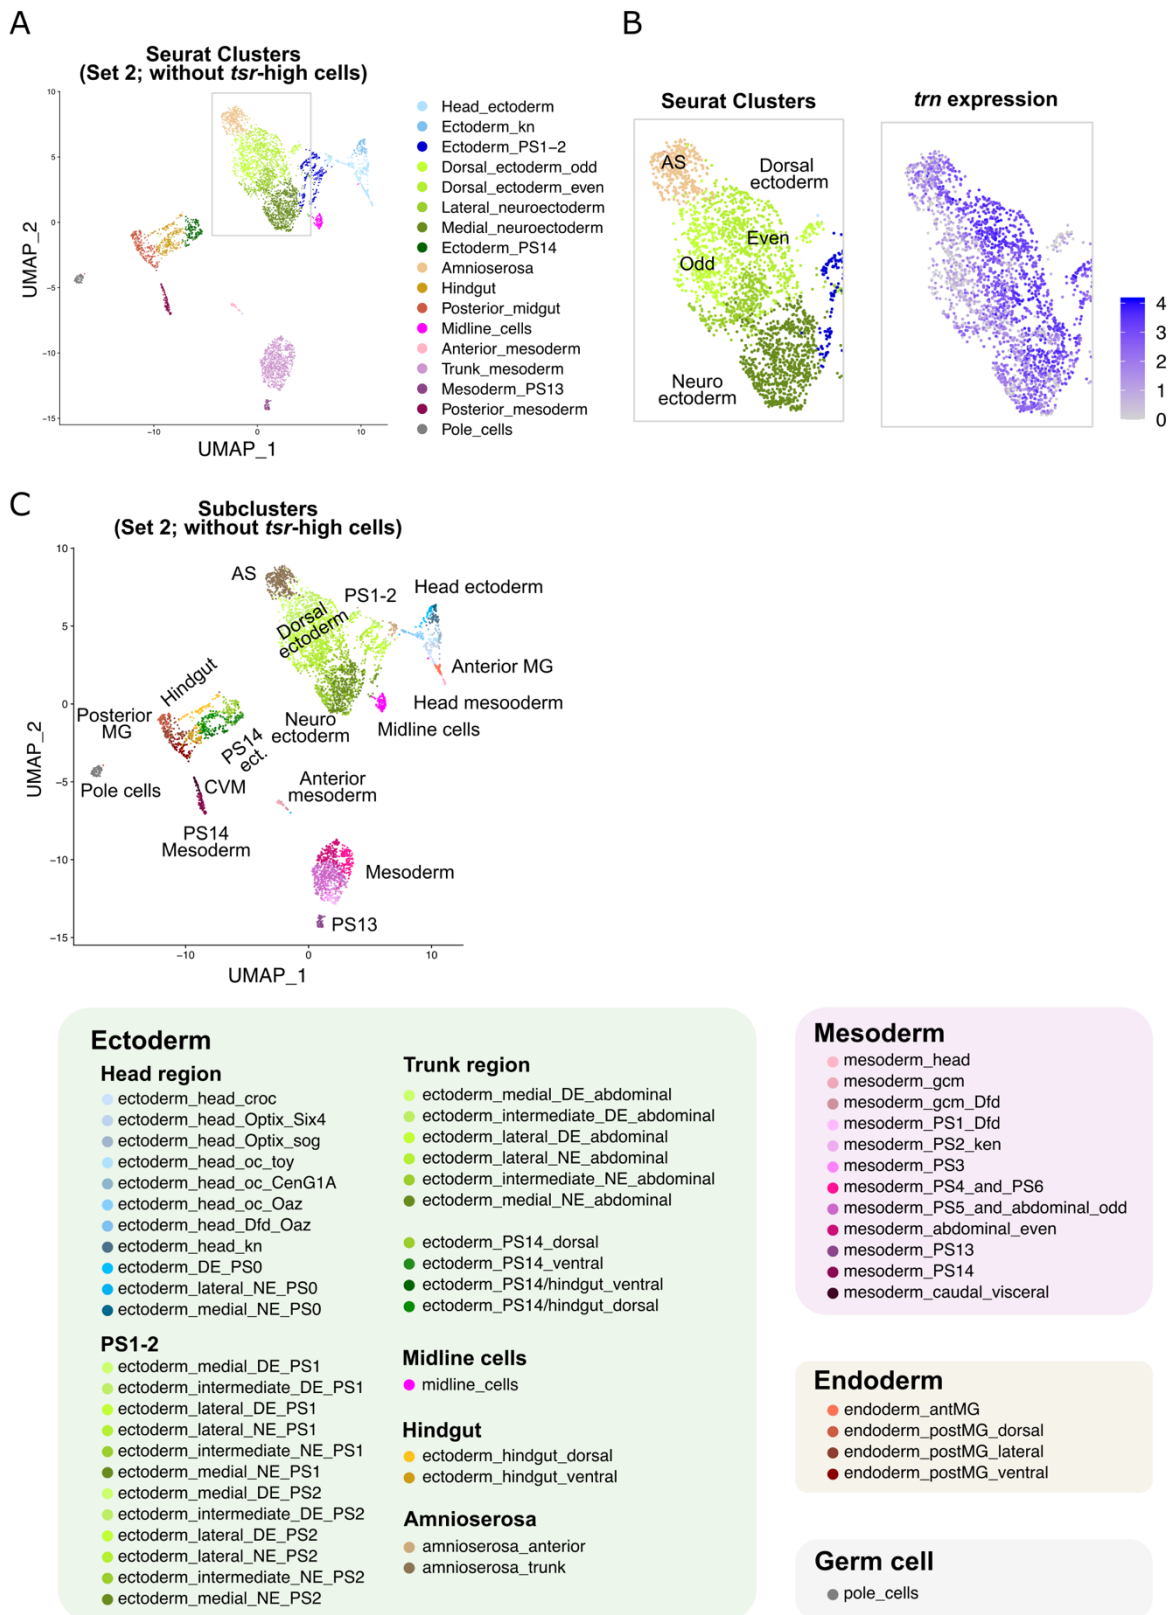 A
Seurat Clusters
(Set 2; without tsr-high cells)
10
5
0
−5
−10
−15
−10
0
10
UMAP_2
UMAP_1
Head_ectoderm
Ectoderm_kn
Ectoderm_PS1−2
Dorsal_ectoderm_odd
Dorsal_ectoderm_even
Lateral_neuroectoderm
Medial_neuroectoderm
Ectoderm_PS14
Amnioserosa
Hindgut
Posterior_midgut
Midline_cells
Anterior_mesoderm
Trunk_mesoderm
Mesoderm_PS13
Posterior_mesoderm
Pole_cells
B
Seurat Clusters
AS
Dorsal
ectoderm
Even
Odd
Neuro
ectoderm
trn expression
4
3
2
1
0
C
Subclusters
(Set 2; without tsr-high cells)
10
5
0
−5
−10
−15
−10
0
10
UMAP_2
UMAP_1
AS
PS1-2
Head ectoderm
Dorsal
ectoderm
Anterior MG
Head mesooderm
Midline cells
Neuro
ectoderm
Hindgut
Posterior
MG
PS14
ect.
Pole cells
CVM
PS14
Mesoderm
Anterior
mesoderm
Mesoderm
PS13
Ectoderm
Head region
ectoderm_head_croc
ectoderm_head_Optix_Six4
ectoderm_head_Optix_sog
ectoderm_head_oc_toy
ectoderm_head_oc_CenG1A
ectoderm_head_oc_Oaz
ectoderm_head_Dfd_Oaz
ectoderm_head_kn
ectoderm_DE_PS0
ectoderm_lateral_NE_PS0
ectoderm_medial_NE_PS0
PS1-2
ectoderm_medial_DE_PS1
ectoderm_intermediate_DE_PS1
ectoderm_lateral_DE_PS1
ectoderm_lateral_NE_PS1
ectoderm_intermediate_NE_PS1
ectoderm_medial_NE_PS1
ectoderm_medial_DE_PS2
ectoderm_intermediate_DE_PS2
ectoderm_lateral_DE_PS2
ectoderm_lateral_NE_PS2
ectoderm_intermediate_NE_PS2
ectoderm_medial_NE_PS2
Trunk region
ectoderm_medial_DE_abdominal
ectoderm_intermediate_DE_abdominal
ectoderm_lateral_DE_abdominal
ectoderm_lateral_NE_abdominal
ectoderm_intermediate_NE_abdominal
ectoderm_medial_NE_abdominal
ectoderm_PS14_dorsal
ectoderm_PS14_ventral
ectoderm_PS14/hindgut_ventral
ectoderm_PS14/hindgut_dorsal
Midline cells
midline_cells
Hindgut
ectoderm_hindgut_dorsal
ectoderm_hindgut_ventral
Amnioserosa
amnioserosa_anterior
amnioserosa_trunk
Mesoderm
mesoderm_head
mesoderm_gcm
mesoderm_gcm_Dfd
mesoderm_PS1_Dfd
mesoderm_PS2_ken
mesoderm_PS3
mesoderm_PS4_and_PS6
mesoderm_PS5_and_abdominal_odd
mesoderm_abdominal_even
mesoderm_PS13
mesoderm_PS14
mesoderm_caudal_visceral
Endoderm
endoderm_antMG
endoderm_postMG_dorsal
endoderm_postMG_lateral
endoderm_postMG_ventral
Germ cell
pole_cells